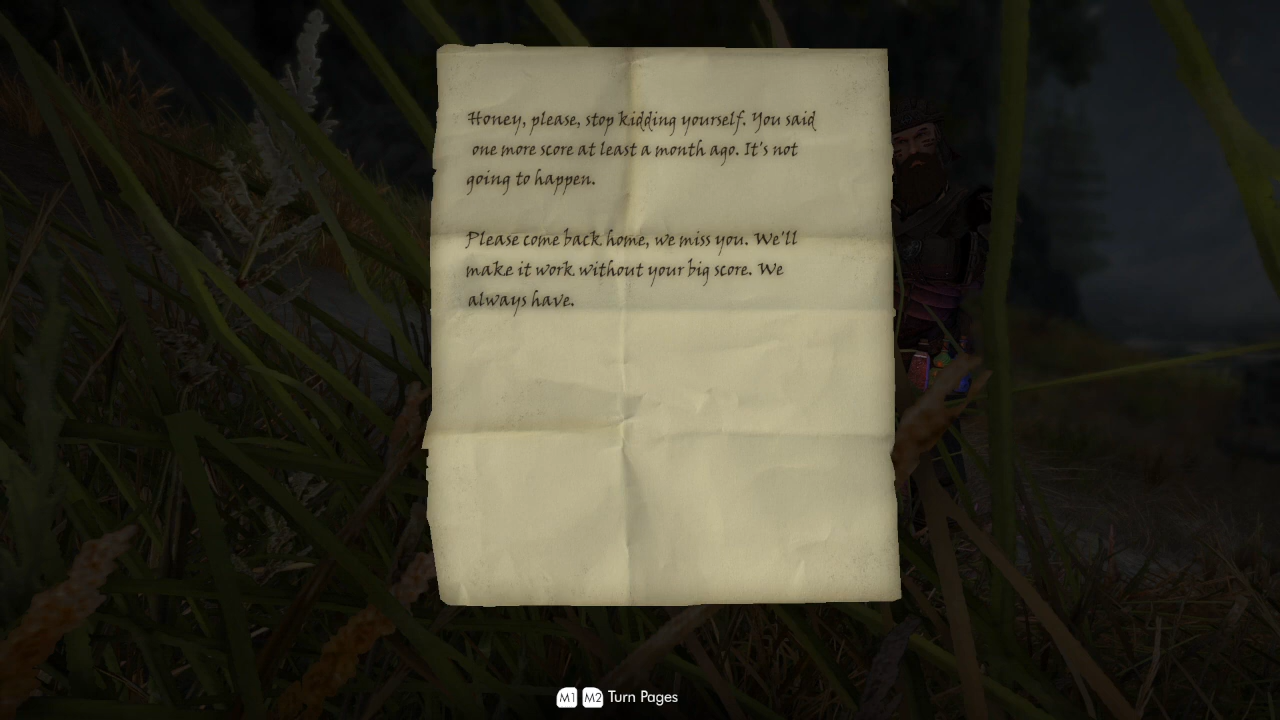 Honey, please, stop kidding yourself. You said
one more score at least a month ago. It's not
going to happen.
Please come back home, we miss you. We'll
make it work without your big score. We
always have.
M1 M2 Turn Pages